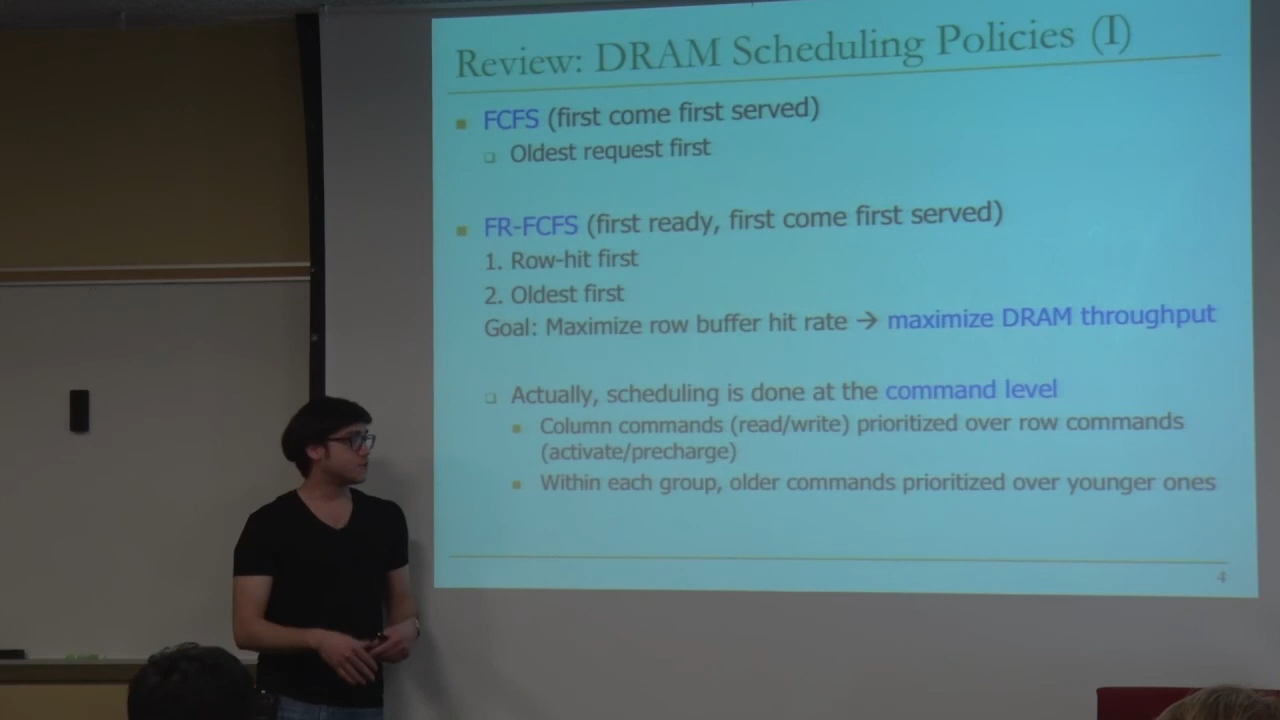 Review: DRAM Scheduling Policies (I)
FCFS (first come first served)
Oldest request first
FR-FCFS (first ready, first come first served)
1. Row-hit first
2. Oldest first
Goal: Maximize row buffer hit rate → maximize DRAM throughput
Actually, scheduling is done at the command level
Column commands (read/write) prioritized over row commands
(activate/precharge)
Within each group, older commands prioritized over younger ones
4